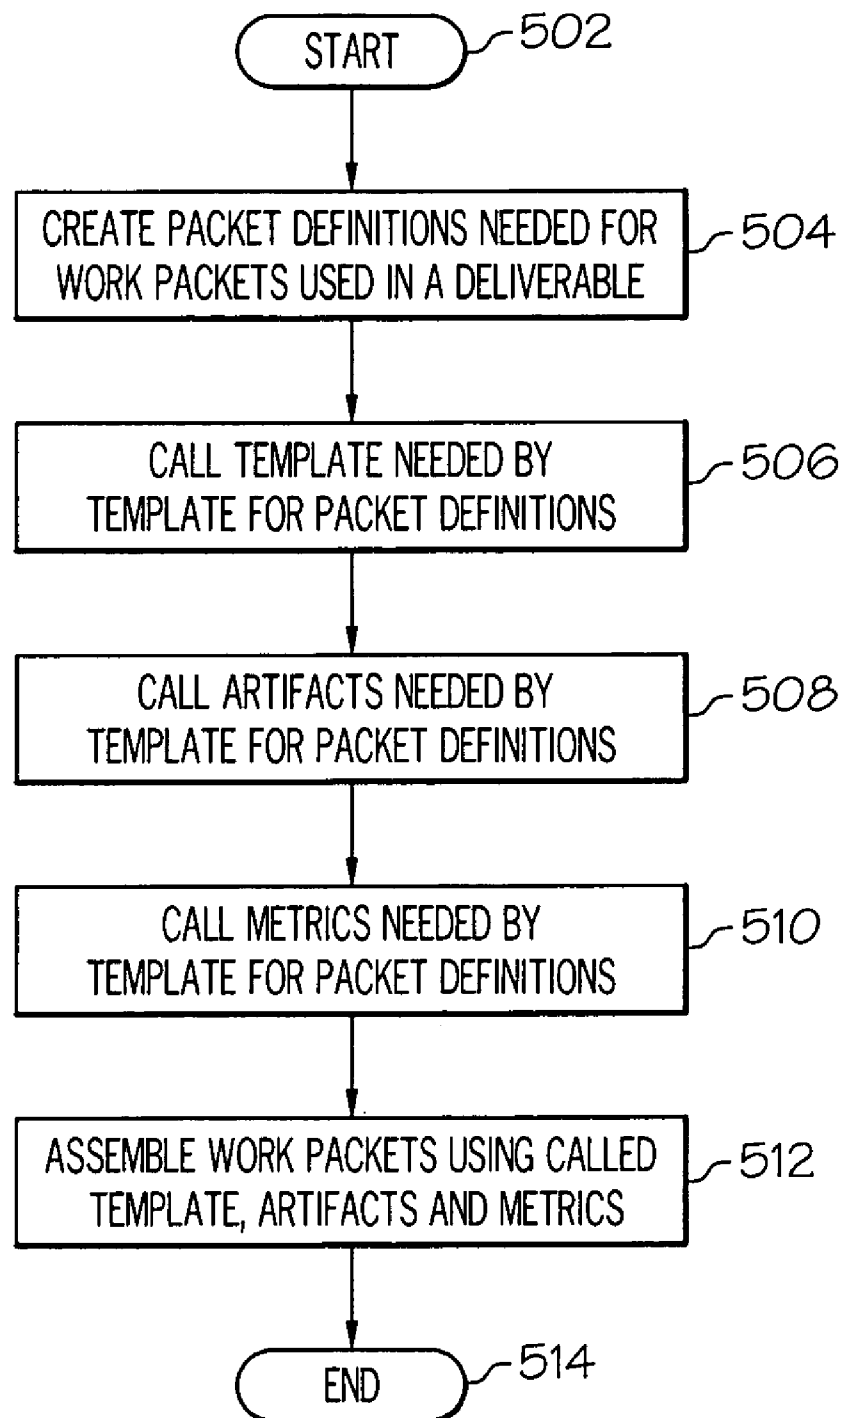 START
502
CREATE PACKET DEFINITIONS NEEDED FOR
WORK PACKETS USED IN A DELIVERABLE
504
CALL TEMPLATE NEEDED BY
TEMPLATE FOR PACKET DEFINITIONS
506
CALL ARTIFACTS NEEDED BY
TEMPLATE FOR PACKET DEFINITIONS
508
CALL METRICS NEEDED BY
TEMPLATE FOR PACKET DEFINITIONS
510
ASSEMBLE WORK PACKETS USING CALLED
TEMPLATE, ARTIFACTS AND METRICS
512
END
514